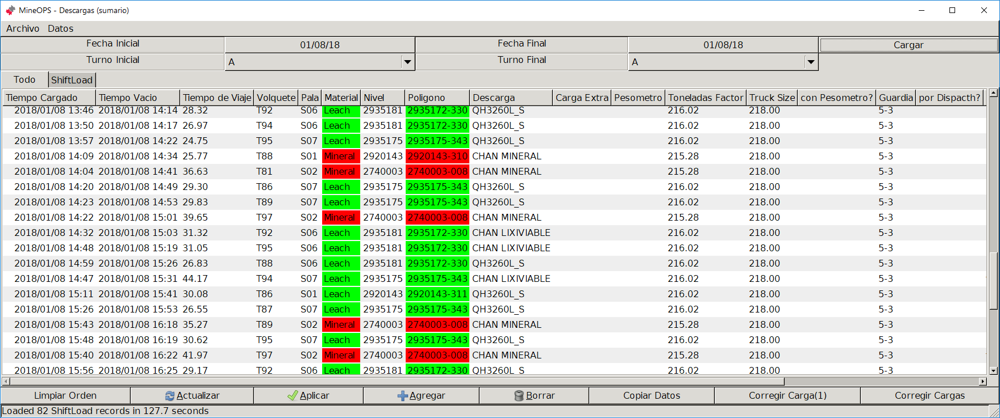 MineOPS - Descargas (sumario)
Archivo Datos
Fecha Inicial 01/08/18 Fecha Final 01/08/18 Cargar
Turno Inicial A Turno Final A
Todo ShiftLoad
Tiempo Cargado Tiempo Vacio Tiempo de Viaje Volquete Pala Material Nivel Poligono Descarga Carga Extra Pesometro Toneladas Factor Truck Size con Pesometro? Guardia por Dispacth?
2018/01/08 13:46 2018/01/08 14:14 28.32 T92 S06 Leach 2935181 2935172-330 QH3260L_S 216.02 218.00 5-3
2018/01/08 13:50 2018/01/08 14:17 26.97 T94 S06 Leach 2935181 2935172-330 QH3260L_S 216.02 218.00 5-3
2018/01/08 13:57 2018/01/08 14:22 24.75 T95 S07 Leach 2935175 2935175-343 QH3260L_S 216.02 218.00 5-3
2018/01/08 14:09 2018/01/08 14:34 25.77 T88 S01 Mineral 2920143 2920143-310 CHAN MINERAL 215.28 218.00 5-3
2018/01/08 14:04 2018/01/08 14:41 36.63 T81 S02 Mineral 2740003 2740003-008 CHAN MINERAL 215.28 218.00 5-3
2018/01/08 14:20 2018/01/08 14:49 29.30 T86 S07 Leach 2935175 2935175-343 QH3260L_S 216.02 218.00 5-3
2018/01/08 14:23 2018/01/08 14:53 29.83 T89 S07 Leach 2935175 2935175-343 QH3260L_S 216.02 218.00 5-3
2018/01/08 14:22 2018/01/08 15:01 39.65 T97 S02 Mineral 2740003 2740003-008 CHAN MINERAL 215.28 218.00 5-3
2018/01/08 14:32 2018/01/08 15:03 31.32 T92 S06 Leach 2935181 2935172-330 CHAN LIXIVIABLE 216.02 218.00 5-3
2018/01/08 14:48 2018/01/08 15:19 31.05 T95 S06 Leach 2935181 2935172-330 CHAN LIXIVIABLE 216.02 218.00 5-3
2018/01/08 14:59 2018/01/08 15:26 26.83 T88 S06 Leach 2935181 2935172-330 QH3260L_S 216.02 218.00 5-3
2018/01/08 14:47 2018/01/08 15:31 44.17 T94 S07 Leach 2935175 2935175-343 CHAN LIXIVIABLE 216.02 218.00 5-3
2018/01/08 15:11 2018/01/08 15:41 30.08 T86 S01 Leach 2920143 2920143-311 QH3260L_S 216.02 218.00 5-3
2018/01/08 15:26 2018/01/08 15:53 26.55 T87 S07 Leach 2935175 2935175-343 QH3260L_S 216.02 218.00 5-3
2018/01/08 15:43 2018/01/08 16:18 35.27 T89 S02 Mineral 2740003 2740003-008 CHAN MINERAL 215.28 218.00 5-3
2018/01/08 15:48 2018/01/08 16:19 30.62 T95 S07 Leach 2935175 2935175-343 QH3260L_S 216.02 218.00 5-3
2018/01/08 15:40 2018/01/08 16:22 41.97 T97 S02 Mineral 2740003 2740003-008 CHAN MINERAL 215.28 218.00 5-3
2018/01/08 15:56 2018/01/08 16:25 29.17 T92 S06 Leach 2935181 2935172-330 QH3260L_S 216.02 218.00 5-3
Limpiar Orden Actualizar Aplicar Agregar Borrar Copiar Datos Corregir Carga(1) Corregir Cargas
Loaded 82 ShiftLoad records in 127.7 seconds